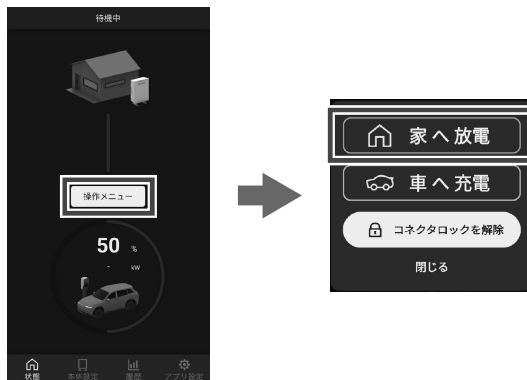 待機中
操作メニュー
50 %
- kW
状態
本体設定
履歴
アプリ設定
家へ放電
車へ充電
コネクタロックを解除
閉じる